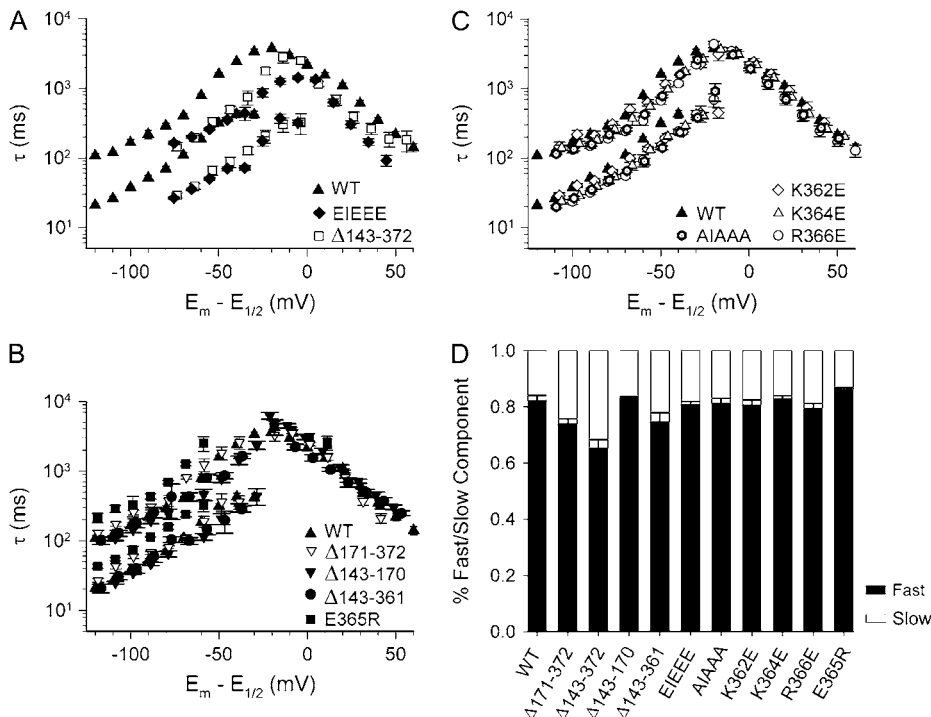 A
10⁴
10³
10²
10¹
τ (ms)
WT
EIEEE
Δ143-372
-100
-50
0
50
Eₘ - E₁/₂ (mV)
C
10⁴
10³
10²
10¹
τ (ms)
WT
AIAAA
K362E
K364E
R366E
-100
-50
0
50
Eₘ - E₁/₂ (mV)
B
10⁴
10³
10²
10¹
τ (ms)
WT
Δ171-372
Δ143-170
Δ143-361
E365R
-100
-50
0
50
Eₘ - E₁/₂ (mV)
D
% Fast/Slow Component
1.0
0.8
0.6
0.4
0.2
0.0
Fast
Slow
WT
Δ171-372
Δ143-372
Δ143-170
Δ143-361
EIEEE
AIAAA
K362E
K364E
R366E
E365R